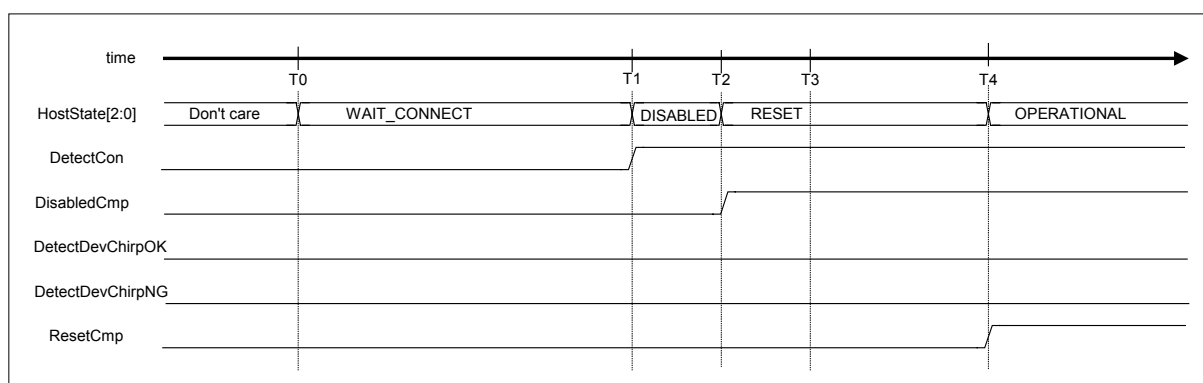 time
T0 T1 T2 T3 T4
HostState[2:0] Don't care WAIT_CONNECT DISABLED RESET OPERATIONAL
DetectCon
DisabledCmp
DetectDevChirpOK
DetectDevChirpNG
ResetCmp